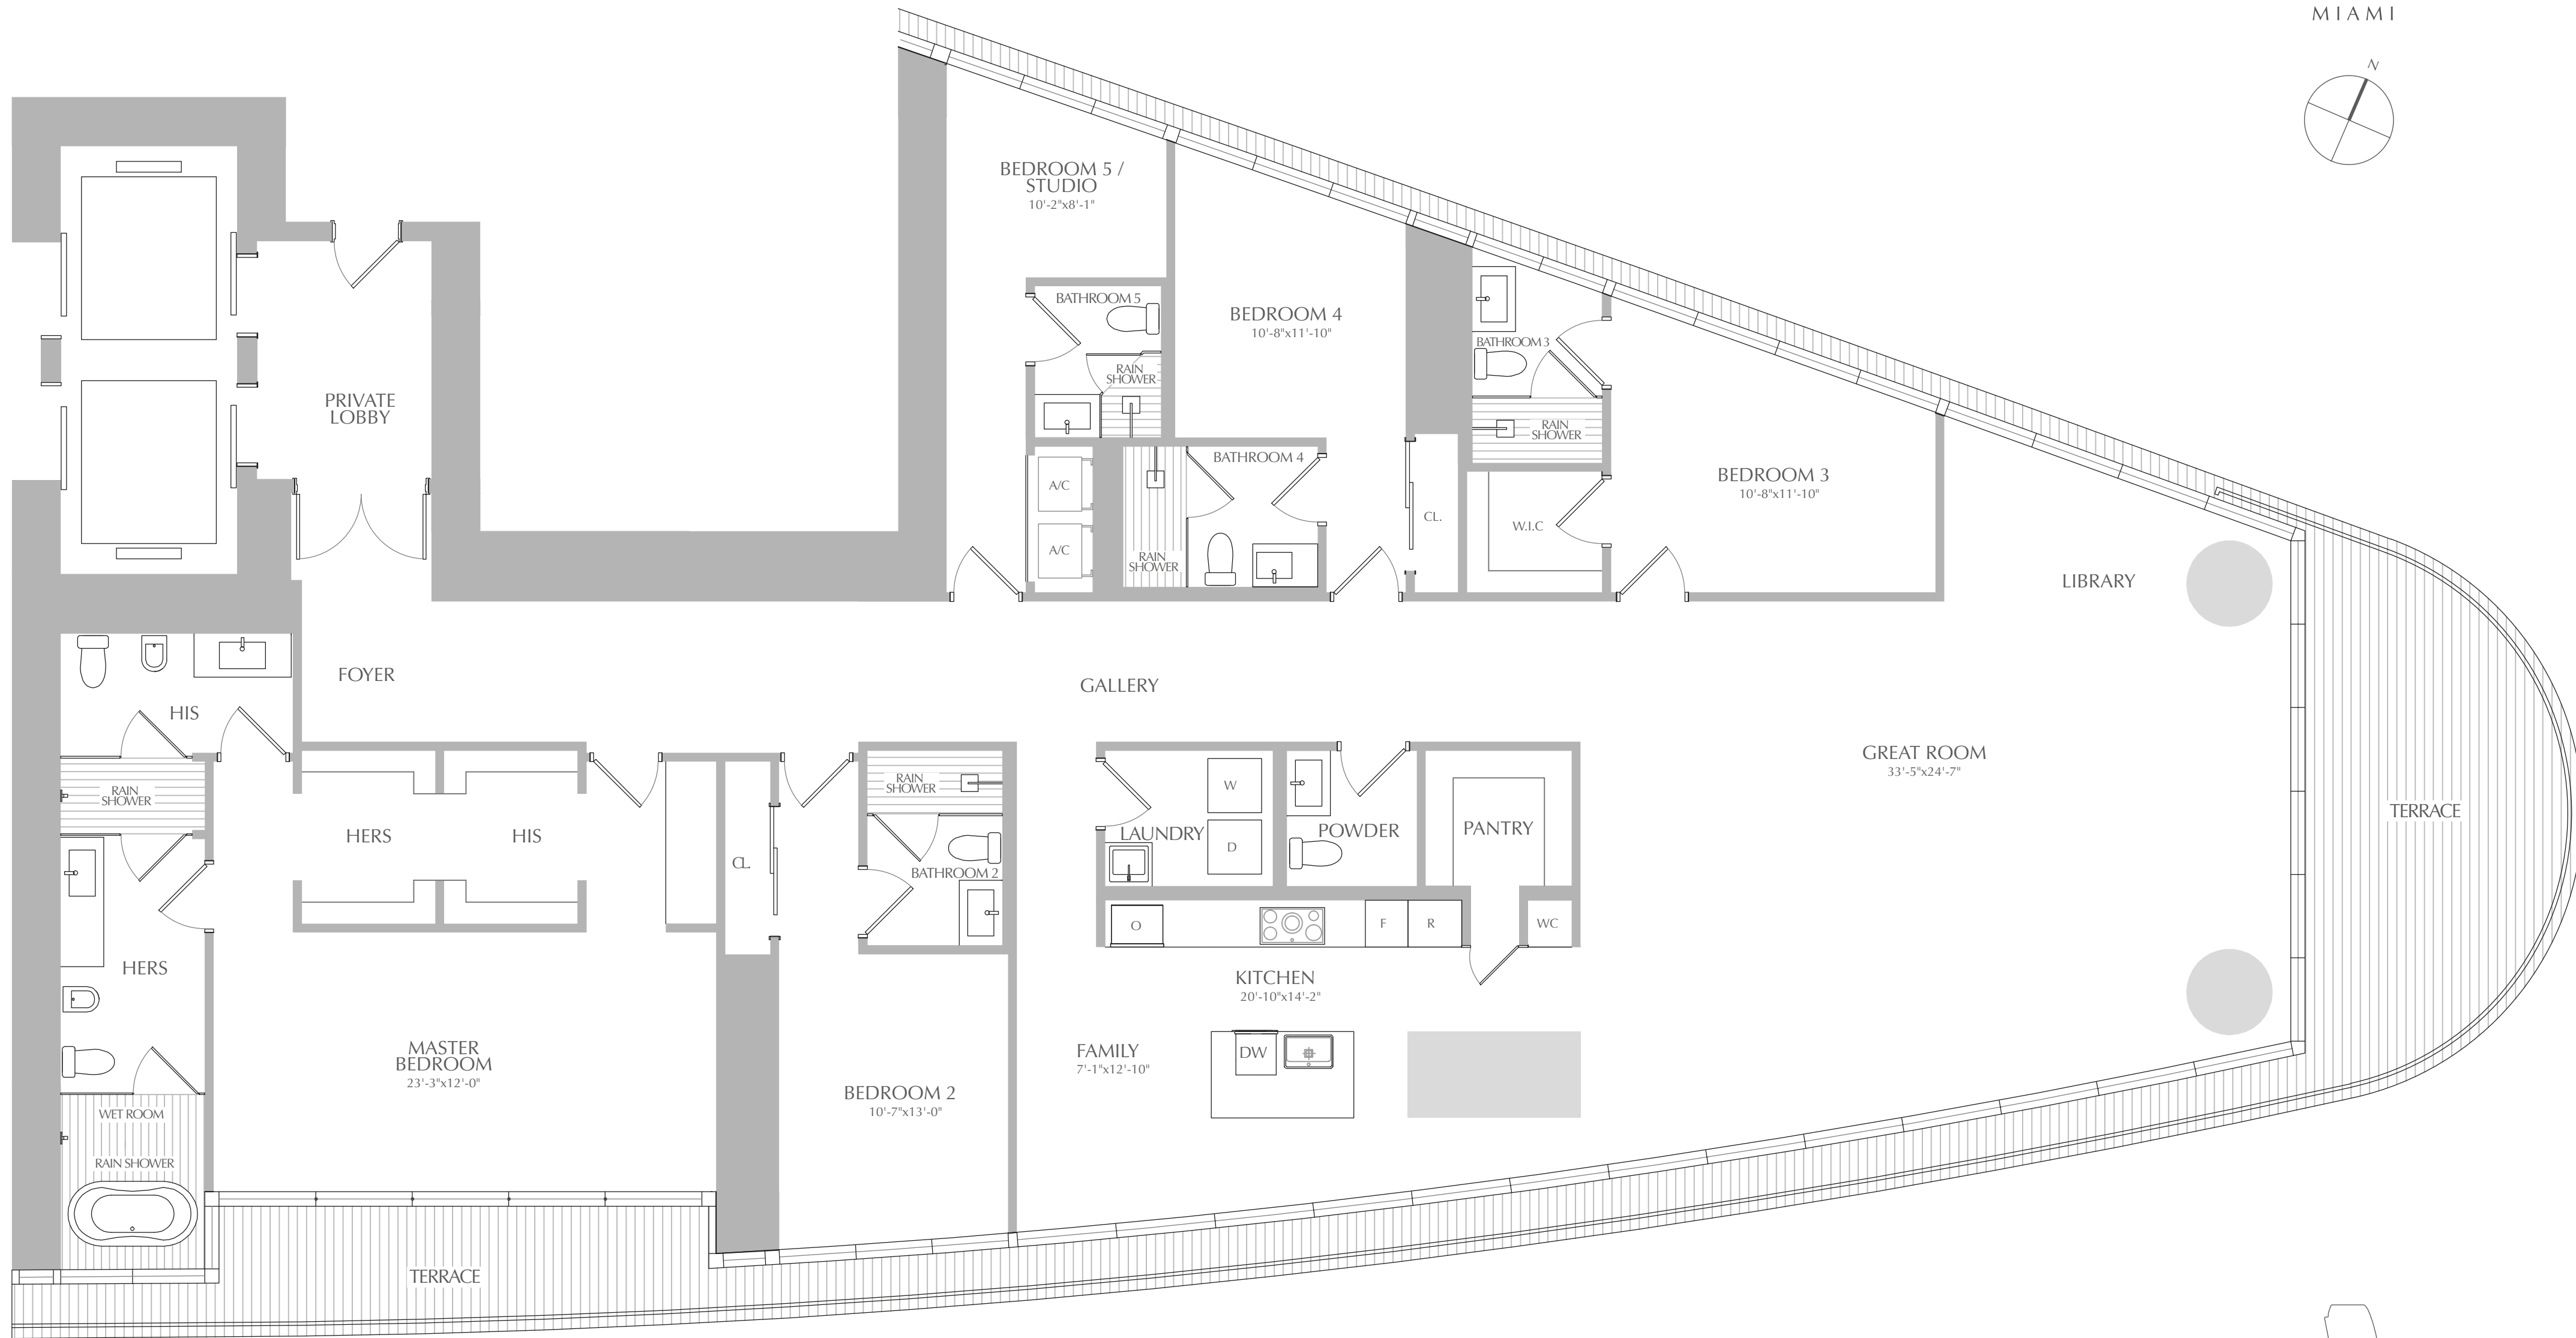 MIAMI
N
BEDROOM 5 /
STUDIO
10'-2"x8'-1"
BATHROOM 5
RAIN
SHOWER
BEDROOM 4
10'-8"x11'-10"
BATHROOM 3
RAIN
SHOWER
PRIVATE
LOBBY
A/C
A/C
BATHROOM 4
RAIN
SHOWER
CL.
W.I.C
BEDROOM 3
10'-8"x11'-10"
LIBRARY
FOYER
GALLERY
HIS
RAIN
SHOWER
HERS
HIS
CL.
RAIN
SHOWER
BATHROOM 2
LAUNDRY
W
D
POWDER
PANTRY
GREAT ROOM
33'-5"x24'-7"
TERRACE
O
F
R
WC
HERS
KITCHEN
20'-10"x14'-2"
MASTER
BEDROOM
23'-3"x12'-0"
FAMILY
7'-1"x12'-10"
DW
BEDROOM 2
10'-7"x13'-0"
WET ROOM
RAIN SHOWER
TERRACE